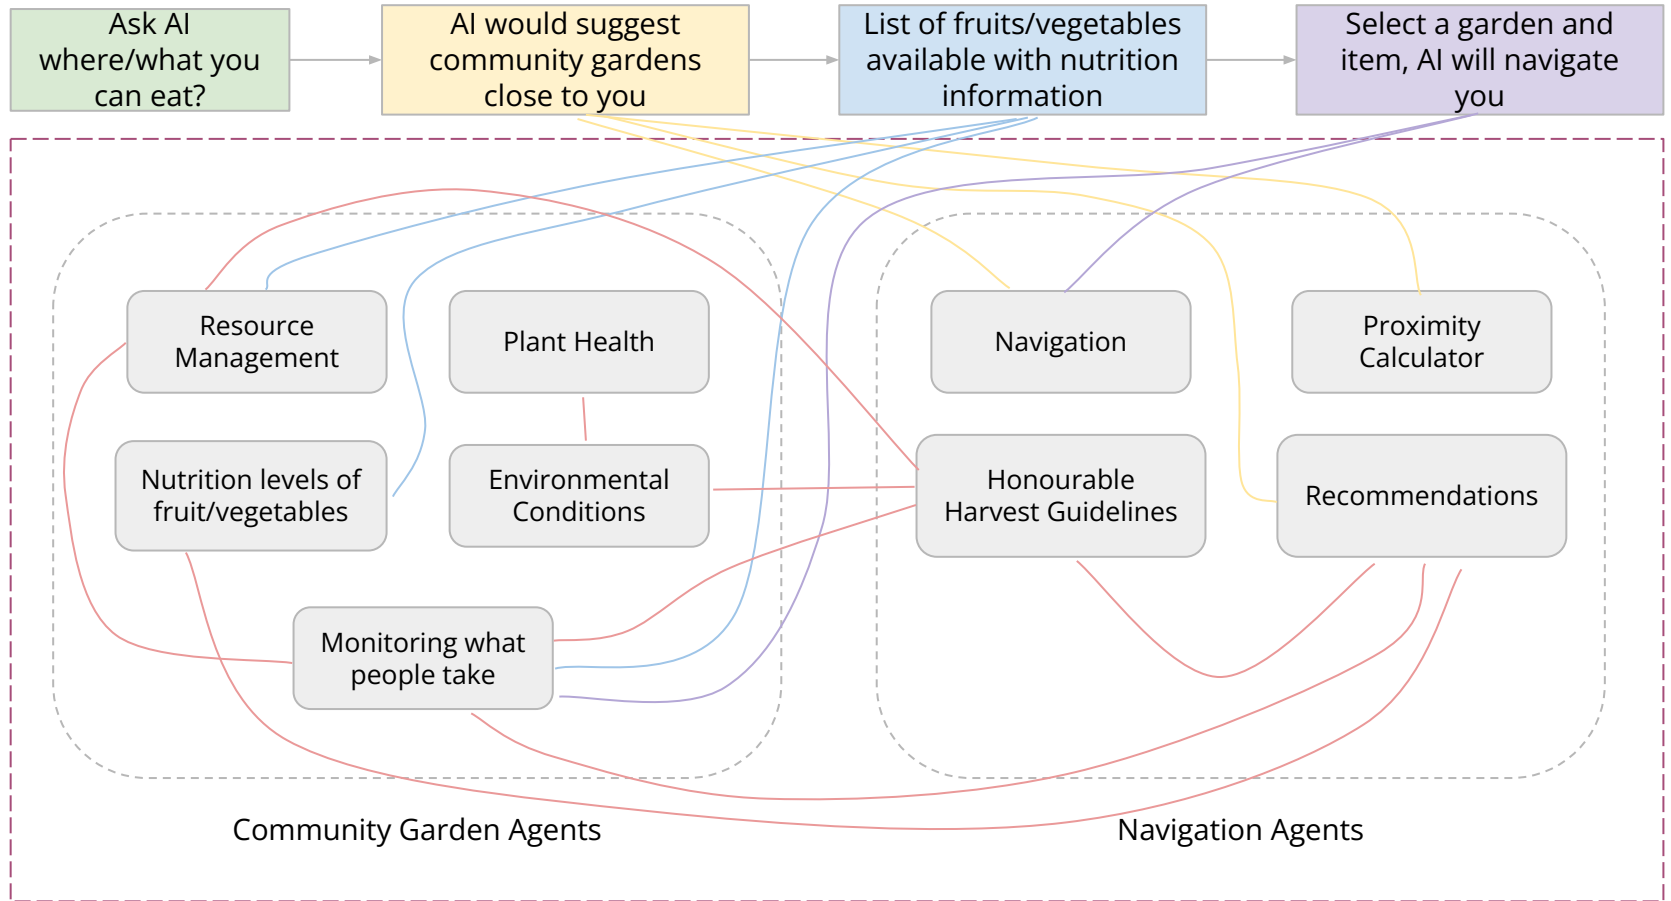 Ask AI
where/what you
can eat?
AI would suggest
community gardens
close to you
List of fruits/vegetables
available with nutrition
information
Select a garden and
item, AI will navigate
you
Resource
Management
Plant Health
Nutrition levels of
fruit/vegetables
Environmental
Conditions
Monitoring what
people take
Community Garden Agents
Navigation
Proximity
Calculator
Honourable
Harvest Guidelines
Recommendations
Navigation Agents